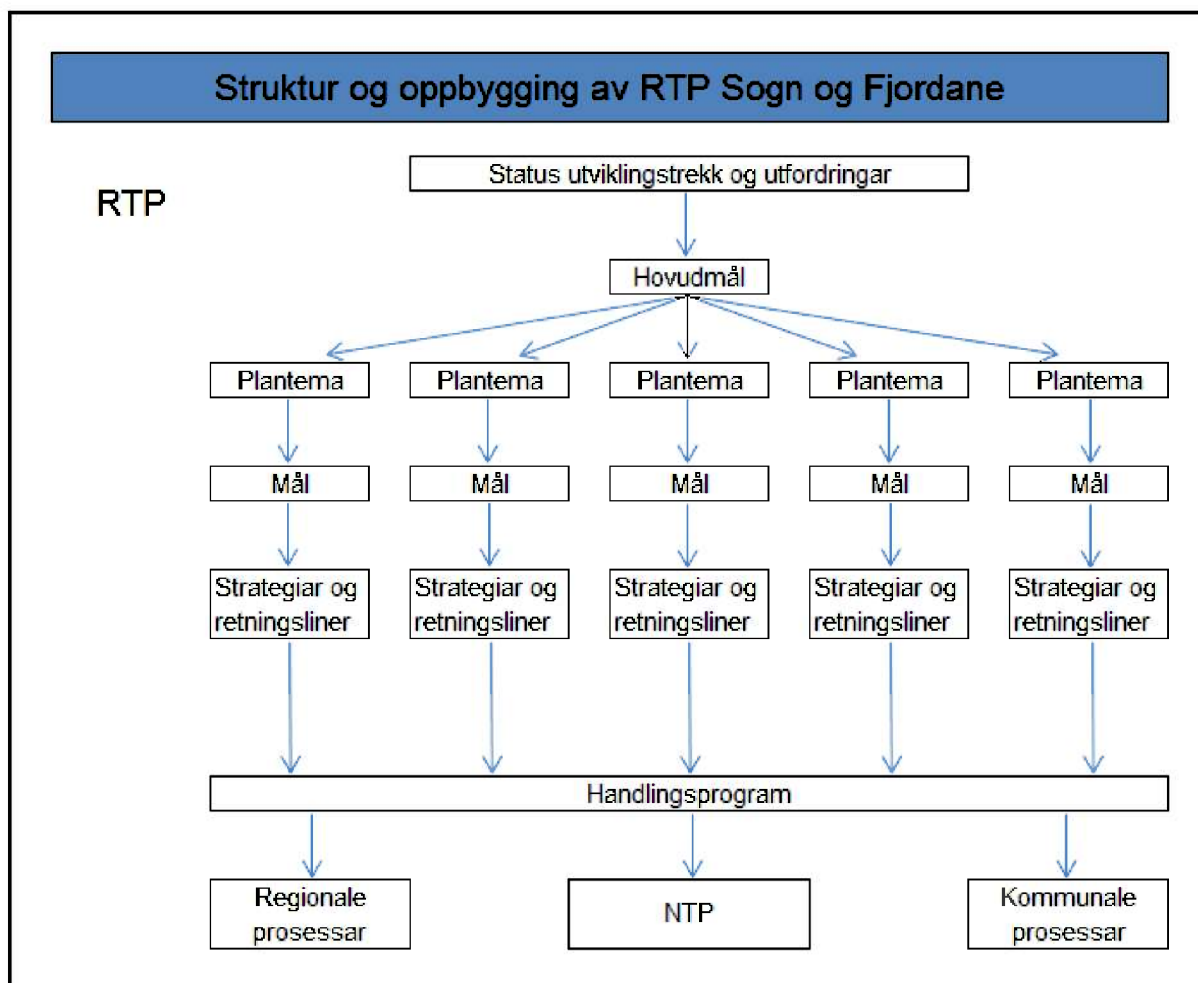 Struktur og oppbygging av RTP Sogn og Fjordane
Status utviklingstrekk og utfordringar
RTP
Hovudmål
Plantema
Plantema
Plantema
Plantema
Plantema
Mål
Mål
Mål
Mål
Mål
Strategiar og
retningsliner
Strategiar og
retningsliner
Strategiar og
retningsliner
Strategiar og
retningsliner
Strategiar og
retningsliner
Handlingsprogram
Regionale
prosessar
NTP
Kommunale
prosessar